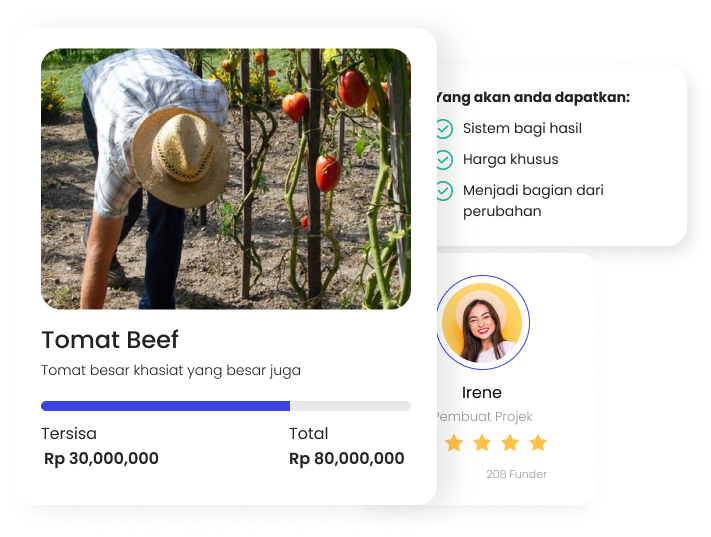 Yang akan anda dapatkan:
Sistem bagi hasil
Harga khusus
Menjadi bagian dari
perubahan
Tomat Beef
Tomat besar khasiat yang besar juga
Tersisa
Total
Rp 30,000,000
Rp 80,000,000
Irene
Pembuat Projek
208 Funder